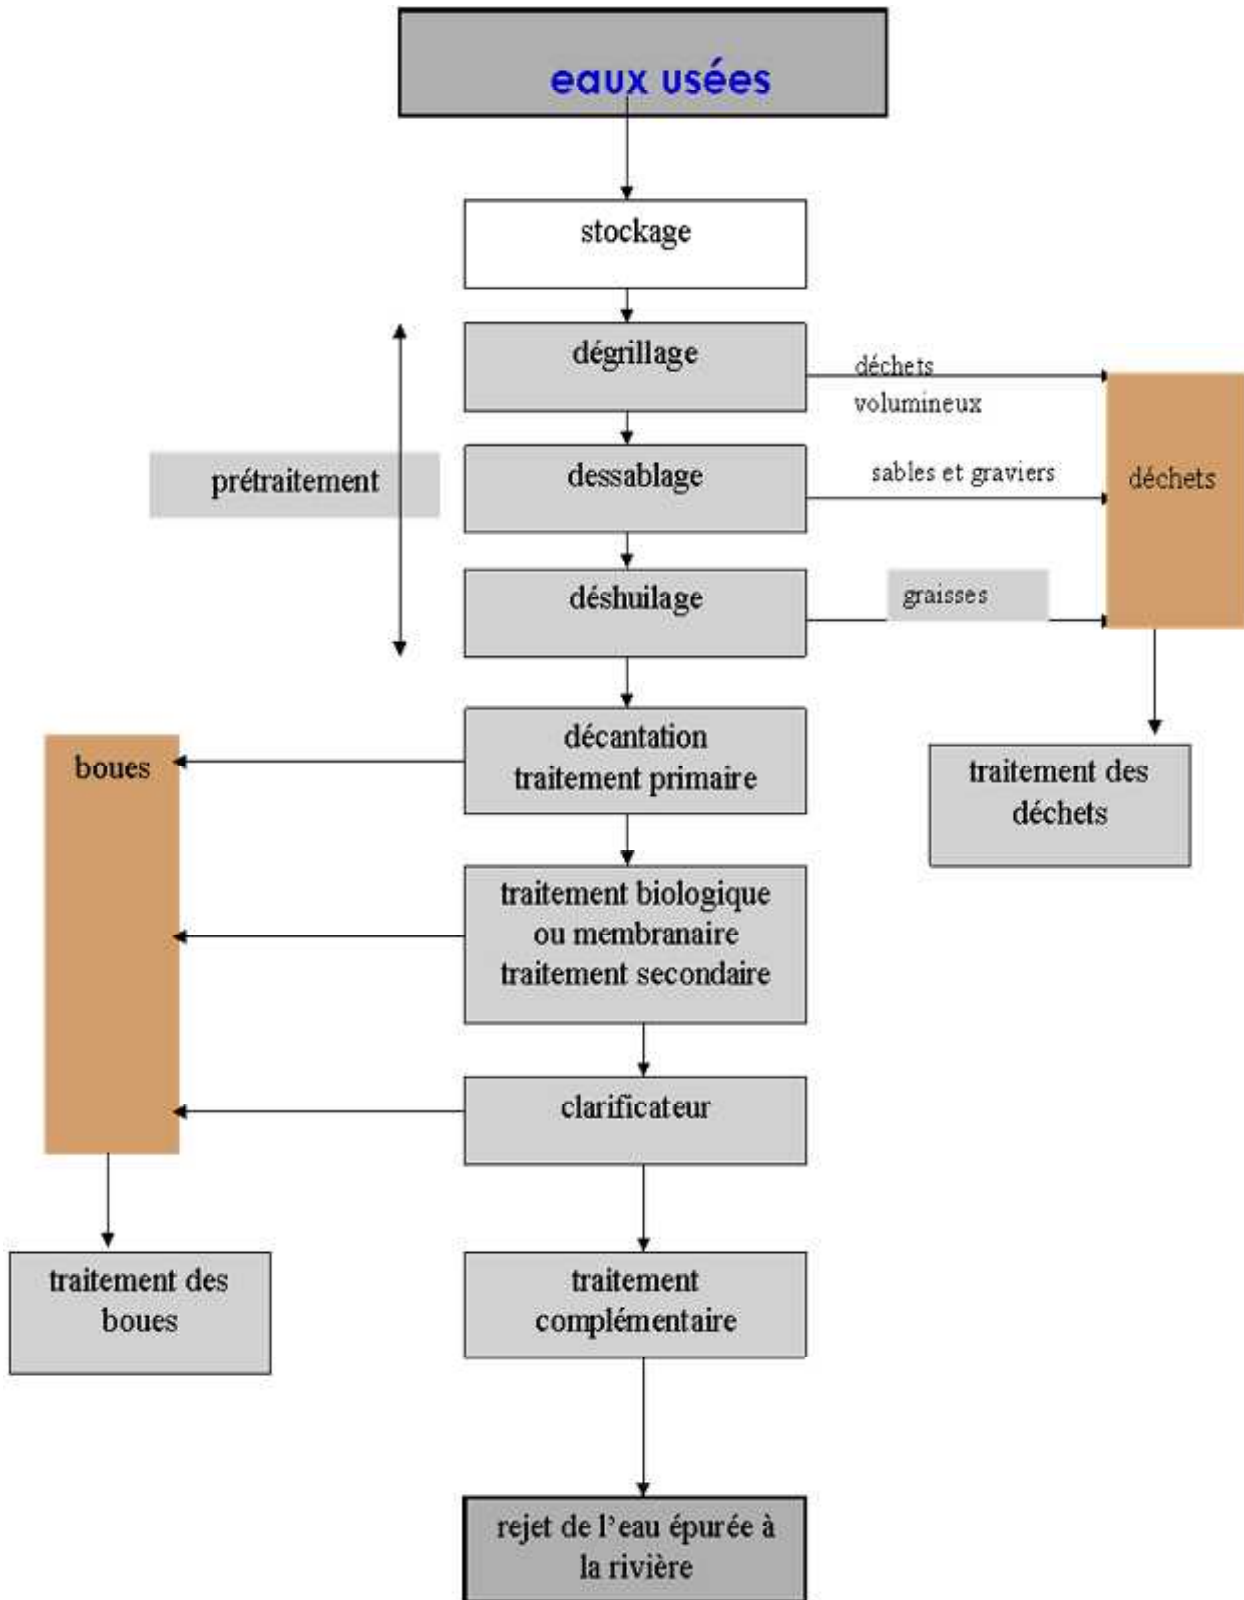 eaux usées
stockage
dégrillage
déchets
volumineux
prétraitement
dessablage
sables et graviers
déchets
déshuilage
graisses
boues
décantation
traitement primaire
traitement des
déchets
traitement biologique
ou membranaire
traitement secondaire
clarificateur
traitement des
boues
traitement
complémentaire
rejet de l'eau épurée à
la rivière